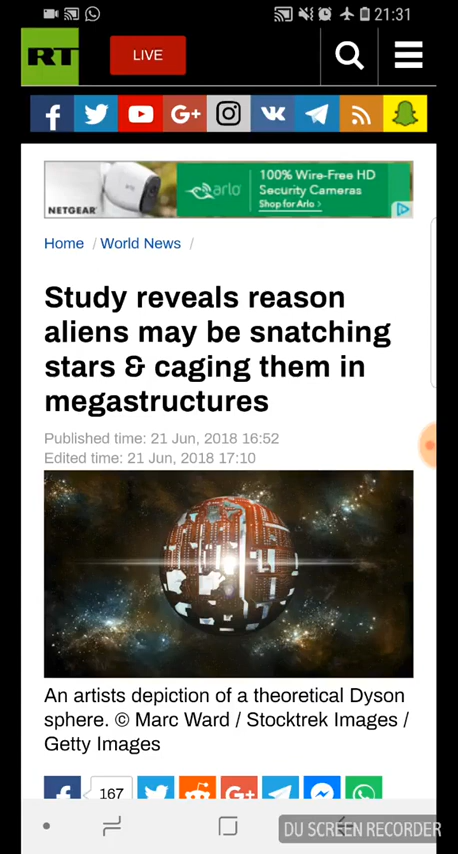 21:31
RT
LIVE
G+
NETGEAR
arlo
100% Wire-Free HD
Security Cameras
Shop for Arlo >
Home / World News /
Study reveals reason
aliens may be snatching
stars & caging them in
megastructures
Published time: 21 Jun, 2018 16:52
Edited time: 21 Jun, 2018 17:10
An artists depiction of a theoretical Dyson
sphere. © Marc Ward / Stocktrek Images /
Getty Images
167
G+
DU SCREEN RECORDER